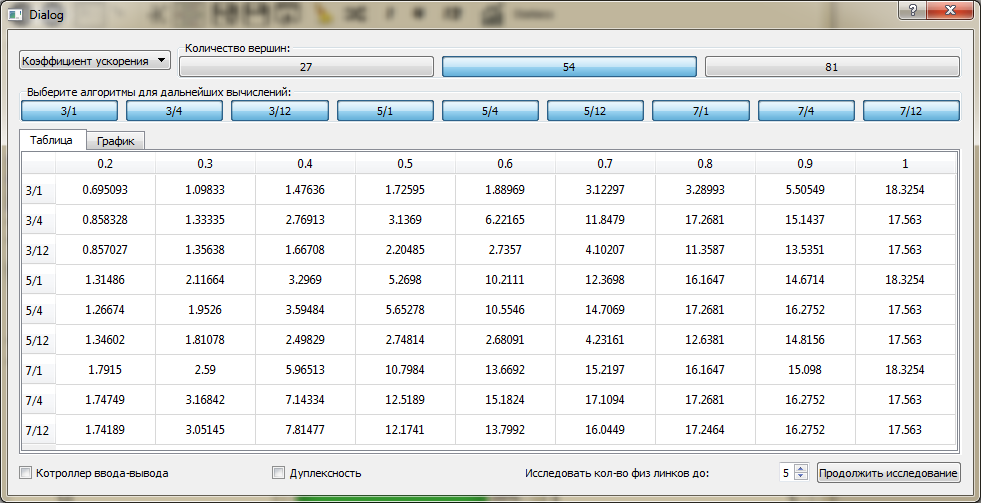 Dialog
Количество вершин:
Коэффициент ускорения 27 54 81
Выберите алгоритмы для дальнейших вычислений:
3/1 3/4 3/12 5/1 5/4 5/12 7/1 7/4 7/12
Таблица График
0.2 0.3 0.4 0.5 0.6 0.7 0.8 0.9 1
3/1 0.695093 1.09833 1.47636 1.72595 1.88969 3.12297 3.28993 5.50549 18.3254
3/4 0.858328 1.33335 2.76913 3.1369 6.22165 11.8479 17.2681 15.1437 17.563
3/12 0.857027 1.35638 1.66708 2.20485 2.7357 4.10207 11.3587 13.5351 17.563
5/1 1.31486 2.11664 3.2969 5.2698 10.2111 12.3698 16.1647 14.6714 18.3254
5/4 1.26674 1.9526 3.59484 5.65278 10.5546 14.7069 17.2681 16.2752 17.563
5/12 1.34602 1.81078 2.49829 2.74814 2.68091 4.23161 12.6381 14.8156 17.563
7/1 1.7915 2.59 5.96513 10.7984 13.6692 15.2197 16.1647 15.098 18.3254
7/4 1.74749 3.16842 7.14334 12.5189 15.1824 17.1094 17.2681 16.2752 17.563
7/12 1.74189 3.05145 7.81477 12.1741 13.7992 16.0449 17.2464 16.2752 17.563
Котроллер ввода-вывода Дуплексность Исследовать кол-во физ линков до: 5 Продолжить исследование